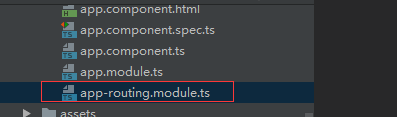 app.component.html
app.component.spec.ts
app.component.ts
app.module.ts
app-routing.module.ts
assets